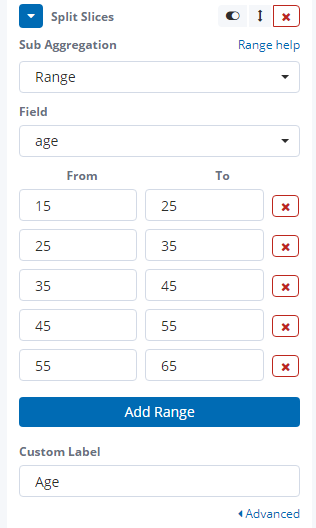 Split Slices
Sub Aggregation Range help
Range
Field
age
From To
15 25
25 35
35 45
45 55
55 65
Add Range
Custom Label
Age
Advanced